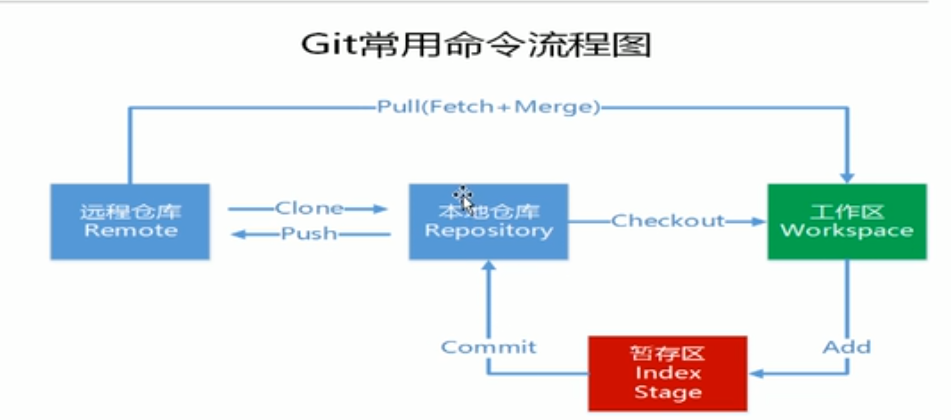 Git常用命令流程图
Pull(Fetch+Merge)
远程仓库
Remote
Clone
Push
本地仓库
Repository
Checkout
工作区
Workspace
Commit
暂存区
Index
Stage
Add